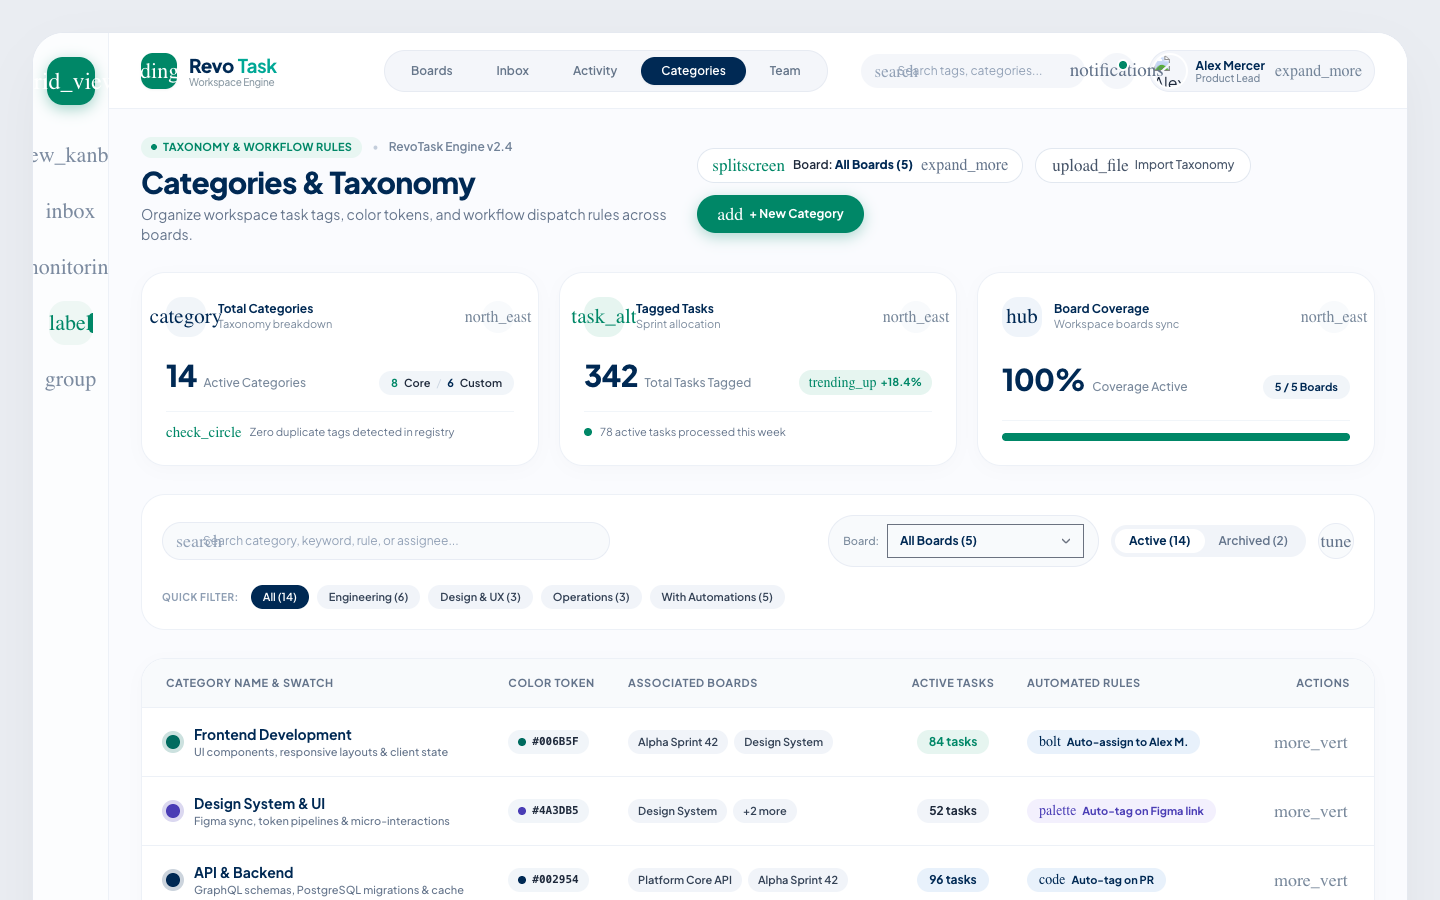 rid_view
ding
Revo Task
Workspace Engine
Boards
Inbox
Activity
Categories
Team
search
Search tags, categories...
notifications
Alex
Alex Mercer
Product Lead
expand_more
ew_kanb
inbox
monitorin
label
group
TAXONOMY & WORKFLOW RULES
RevoTask Engine v2.4
Categories & Taxonomy
Organize workspace task tags, color tokens, and workflow dispatch rules across
boards.
splitscreen Board: All Boards (5) expand_more
upload_file Import Taxonomy
add + New Category
category
Total Categories
Taxonomy breakdown
north_east
14 Active Categories
8 Core / 6 Custom
check_circle Zero duplicate tags detected in registry
task_alt
Tagged Tasks
Sprint allocation
north_east
342 Total Tasks Tagged
trending_up +18.4%
78 active tasks processed this week
hub
Board Coverage
Workspace boards sync
north_east
100% Coverage Active
5 / 5 Boards
search
Search category, keyword, rule, or assignee...
Board:
All Boards (5)
Active (14)
Archived (2)
tune
QUICK FILTER:
All (14)
Engineering (6)
Design & UX (3)
Operations (3)
With Automations (5)
CATEGORY NAME & SWATCH
COLOR TOKEN
ASSOCIATED BOARDS
ACTIVE TASKS
AUTOMATED RULES
ACTIONS
Frontend Development
UI components, responsive layouts & client state
#006B5F
Alpha Sprint 42
Design System
84 tasks
bolt Auto-assign to Alex M.
more_vert
Design System & UI
Figma sync, token pipelines & micro-interactions
#4A3DB5
Design System
+2 more
52 tasks
palette Auto-tag on Figma link
more_vert
API & Backend
GraphQL schemas, PostgreSQL migrations & cache
#002954
Platform Core API
Alpha Sprint 42
96 tasks
code Auto-tag on PR
more_vert